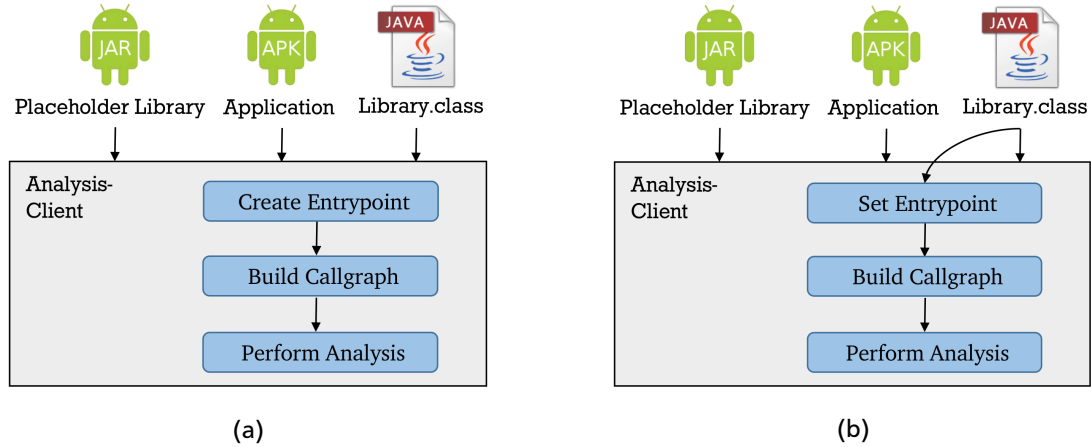 JAR
APK
JAVA
Placeholder Library
Application
Library.class
Analysis-
Client
Create Entrypoint
Build Callgraph
Perform Analysis
(a)
JAR
APK
JAVA
Placeholder Library
Application
Library.class
Analysis-
Client
Set Entrypoint
Build Callgraph
Perform Analysis
(b)